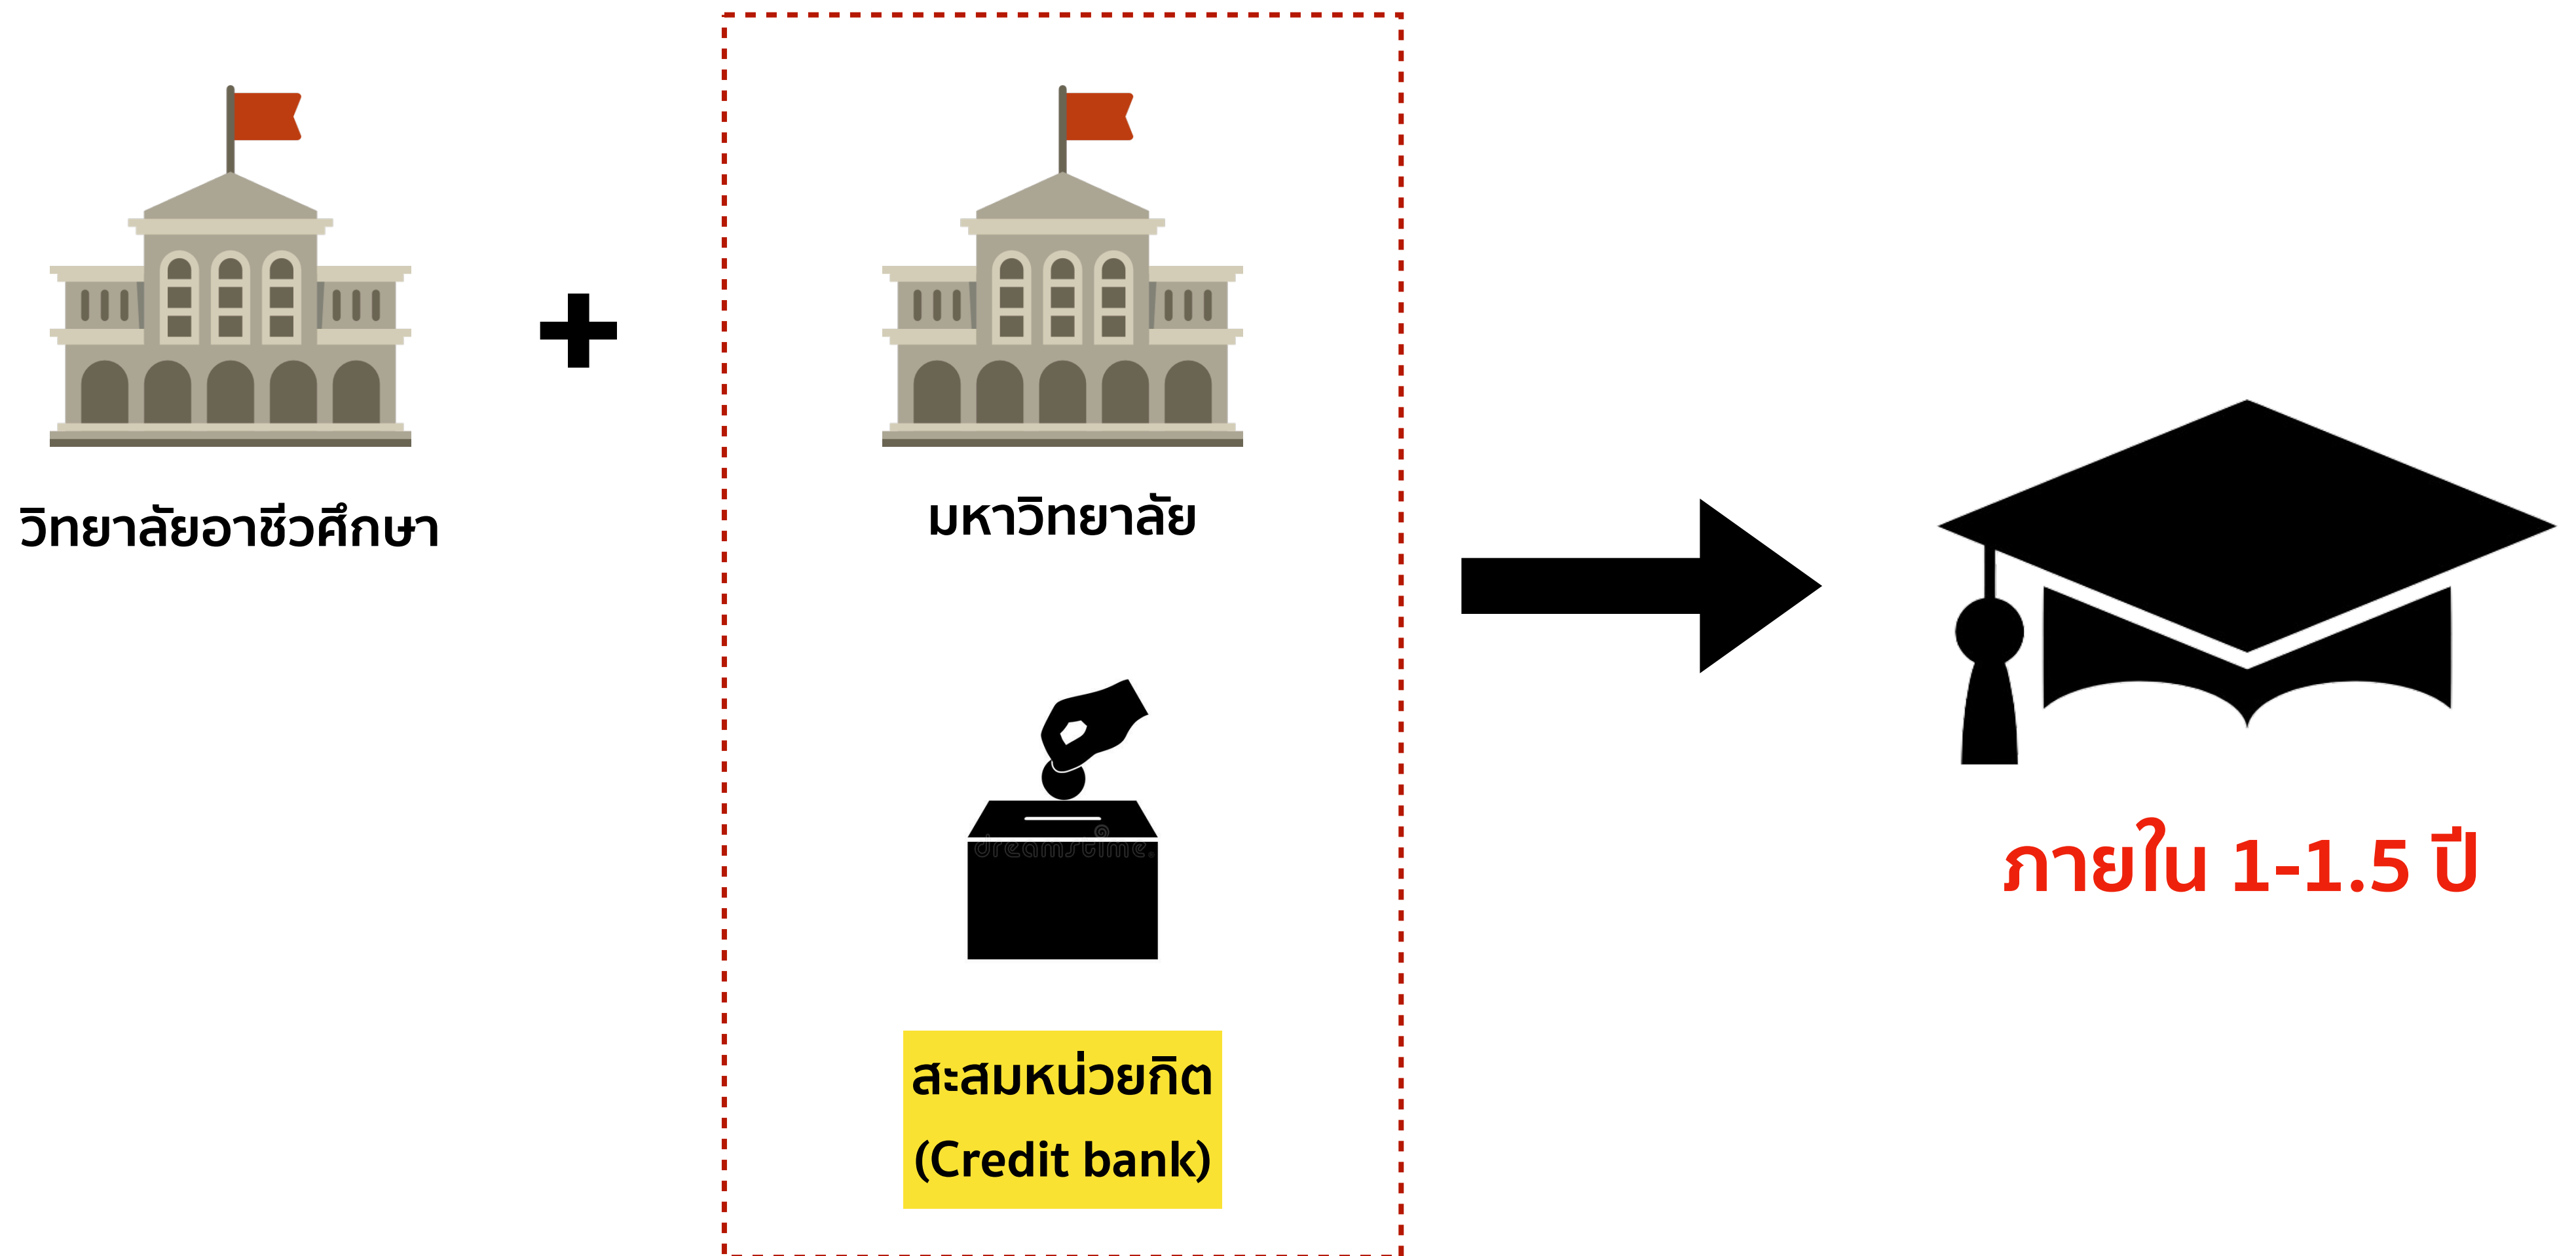 วิทยาลัยอาชีวศึกษา
มหาวิทยาลัย
dreamstime.
สะสมหน่วยกิต
(Credit bank)
ภายใน 1-1.5 ปี